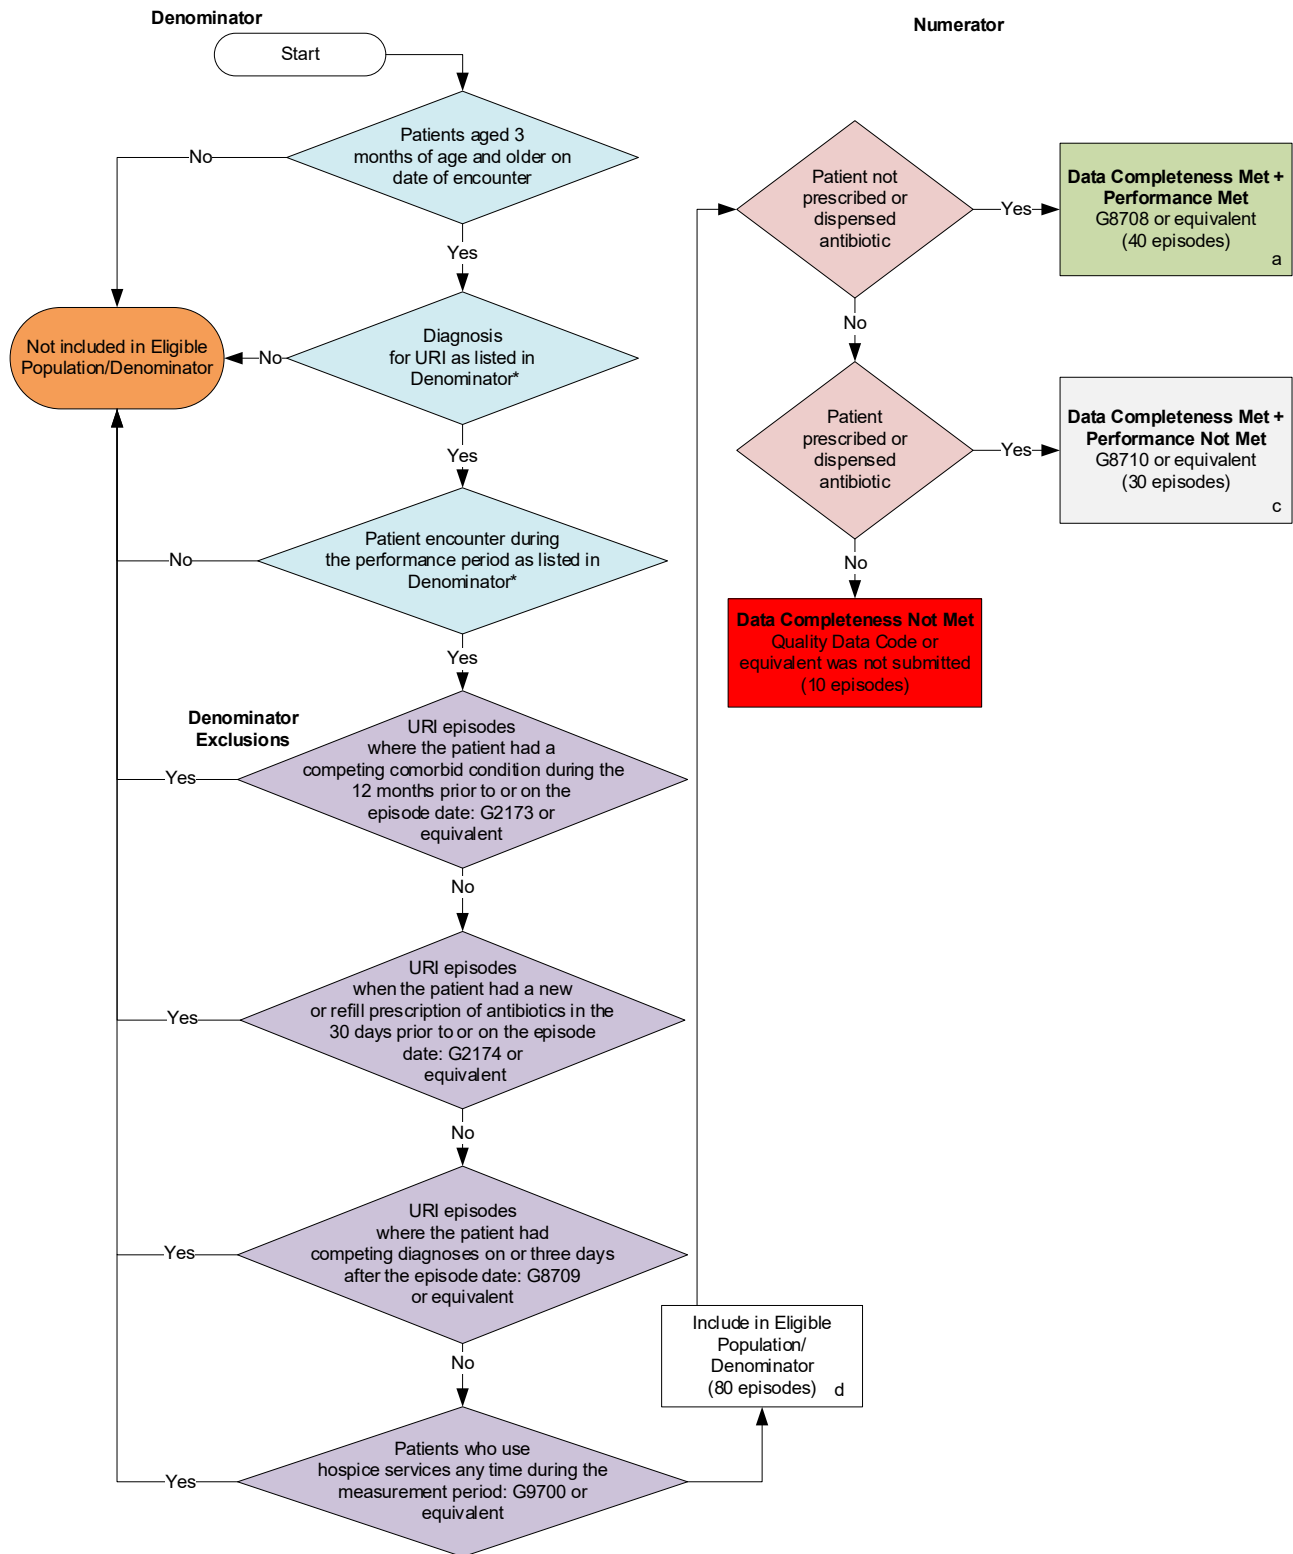 Denominator
Start
Patients aged 3
months of age and older on
date of encounter
No
Yes
Diagnosis
for URI as listed in
Denominator*
No
Not included in Eligible
Population/Denominator
Yes
Patient encounter during
the performance period as listed in
Denominator*
No
Yes
Denominator
Exclusions
URI episodes
where the patient had a
competing comorbid condition during the
12 months prior to or on the
episode date: G2173 or
equivalent
Yes
No
URI episodes
when the patient had a new
or refill prescription of antibiotics in the
30 days prior to or on the episode
date: G2174 or
equivalent
Yes
No
URI episodes
where the patient had
competing diagnoses on or three days
after the episode date: G8709
or equivalent
Yes
No
Patients who use
hospice services any time during the
measurement period: G9700 or
equivalent
Yes
Include in Eligible
Population/
Denominator
(80 episodes)
d
Numerator
Patient not
prescribed or
dispensed
antibiotic
Yes
Data Completeness Met +
Performance Met
G8708 or equivalent
(40 episodes)
a
No
Patient
prescribed or
dispensed
antibiotic
Yes
Data Completeness Met +
Performance Not Met
G8710 or equivalent
(30 episodes)
c
No
Data Completeness Not Met
Quality Data Code or
equivalent was not submitted
(10 episodes)